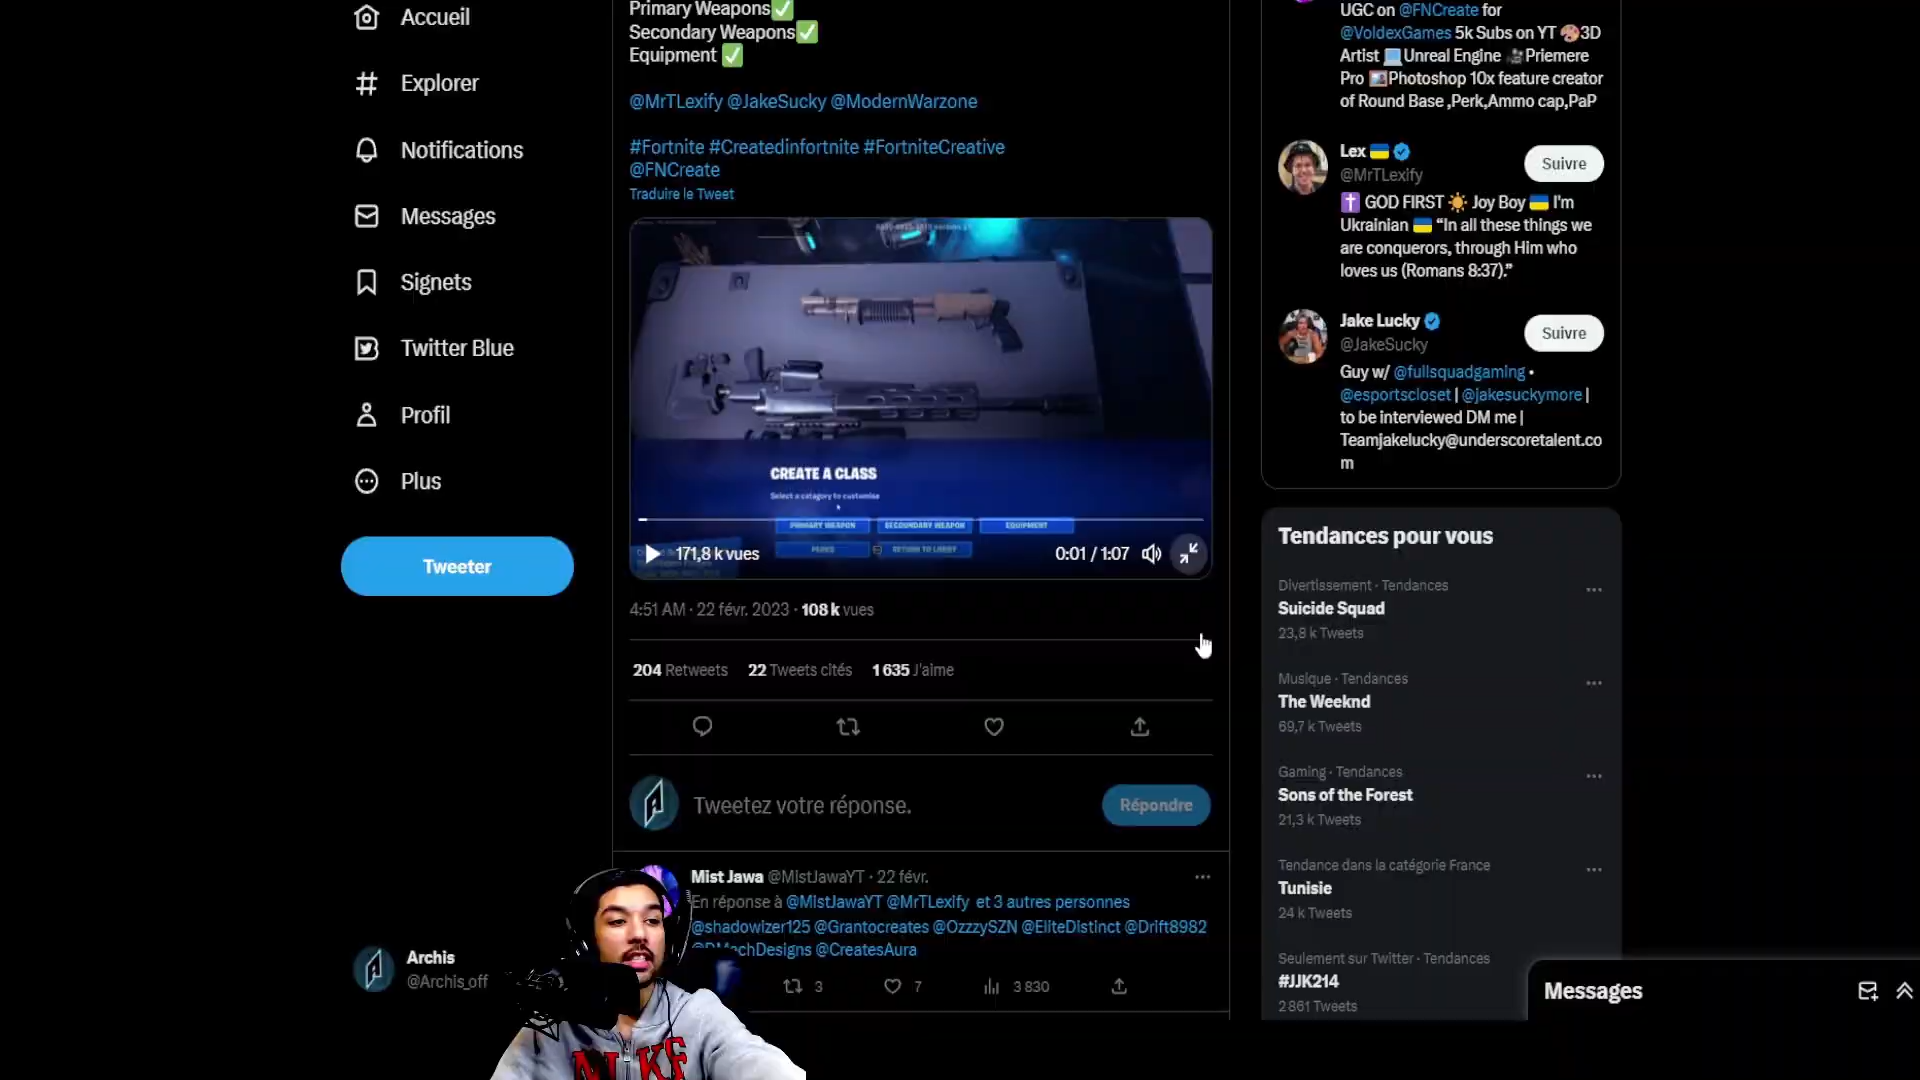 Accueil
Explorer
Notifications
Messages
Signets
Twitter Blue
Profil
Plus
Tweeter
Archis
@Archis_off
Primary Weapons✅
Secondary Weapons✅
Equipment ✅
@MrTLexify @JakeSucky @ModernWarzone
#Fortnite #Createdinfortnite #FortniteCreative
@FNCreate
Traduire le Tweet
CREATE A CLASS
Select a catagory to customise
PRIMARY WEAPON
SECOUNDARY WEAPON
EQUIPMENT
PERKS
RETURN TO LOBBY
171,8 k vues
0:01 / 1:07
4:51 AM · 22 févr. 2023 · 108 k vues
204 Retweets 22 Tweets cités 1 635 J'aime
Tweetez votre réponse.
Répondre
Mist Jawa @MistJawaYT · 22 févr.
En réponse à @MistJawaYT @MrTLexify et 3 autres personnes
@shadowizer125 @Grantocreates @OzzzySZN @EliteDistinct @Drift8982
@CreatesAura
3
7
3 830
UGC on @FNCreate for
@VoldexGames 5k Subs on YT 🎨3D
Artist 💻Unreal Engine 🎥Priemere
Pro 🖼️Photoshop 10x feature creator
of Round Base ,Perk,Ammo cap,PaP
Lex 🇺🇦
@MrTLexify
Suivre
✝️ GOD FIRST ☀️ Joy Boy 🇺🇦 I'm
Ukrainian 🇺🇦 “In all these things we
are conquerors, through Him who
loves us (Romans 8:37).”
Jake Lucky
@JakeSucky
Suivre
Guy w/ @fullsquadgaming •
@esportscloset | @jakesuckymore |
to be interviewed DM me |
Teamjakelucky@underscoretalent.co
m
Tendances pour vous
Divertissement · Tendances
Suicide Squad
23,8 k Tweets
Musique · Tendances
The Weeknd
69,7 k Tweets
Gaming · Tendances
Sons of the Forest
21,3 k Tweets
Tendance dans la catégorie France
Tunisie
24 k Tweets
Seulement sur Twitter · Tendances
#JJK214
2 861 Tweets
Messages